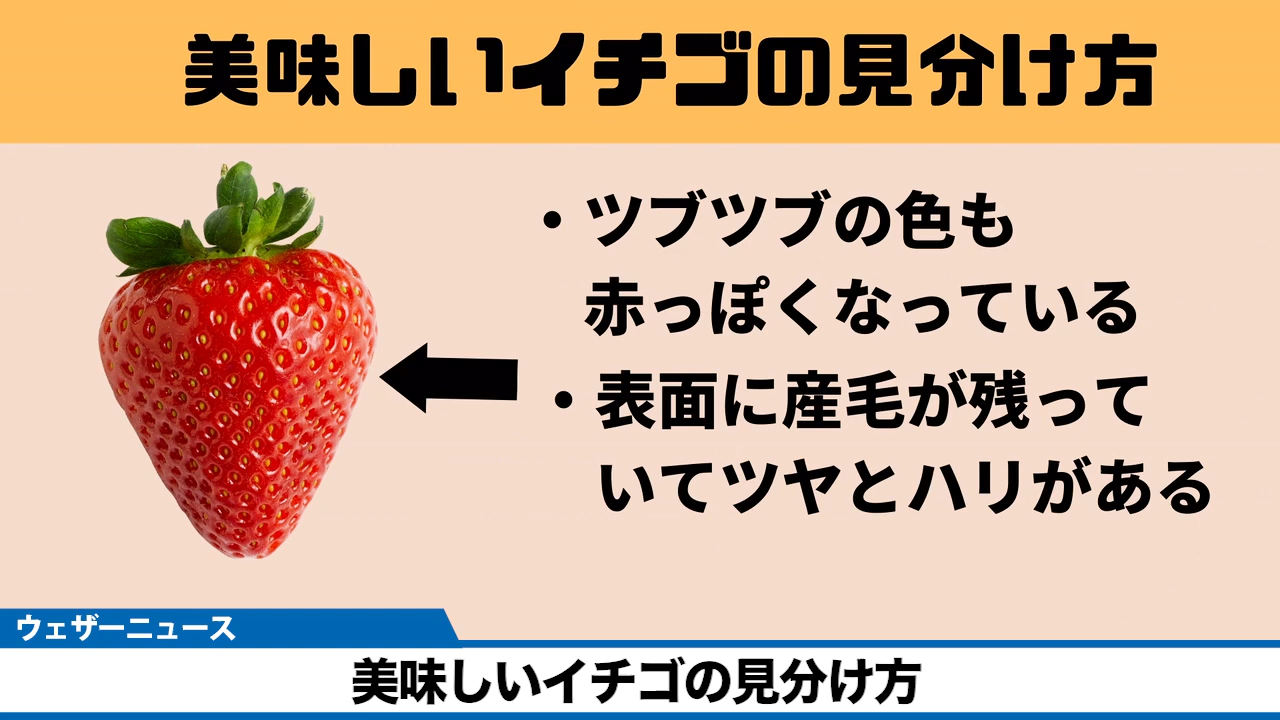 美味しいイチゴの見分け方
・ツブツブの色も
赤っぽくなっている
・表面に産毛が残って
いてツヤとハリがある
ウェザーニュース
美味しいイチゴの見分け方